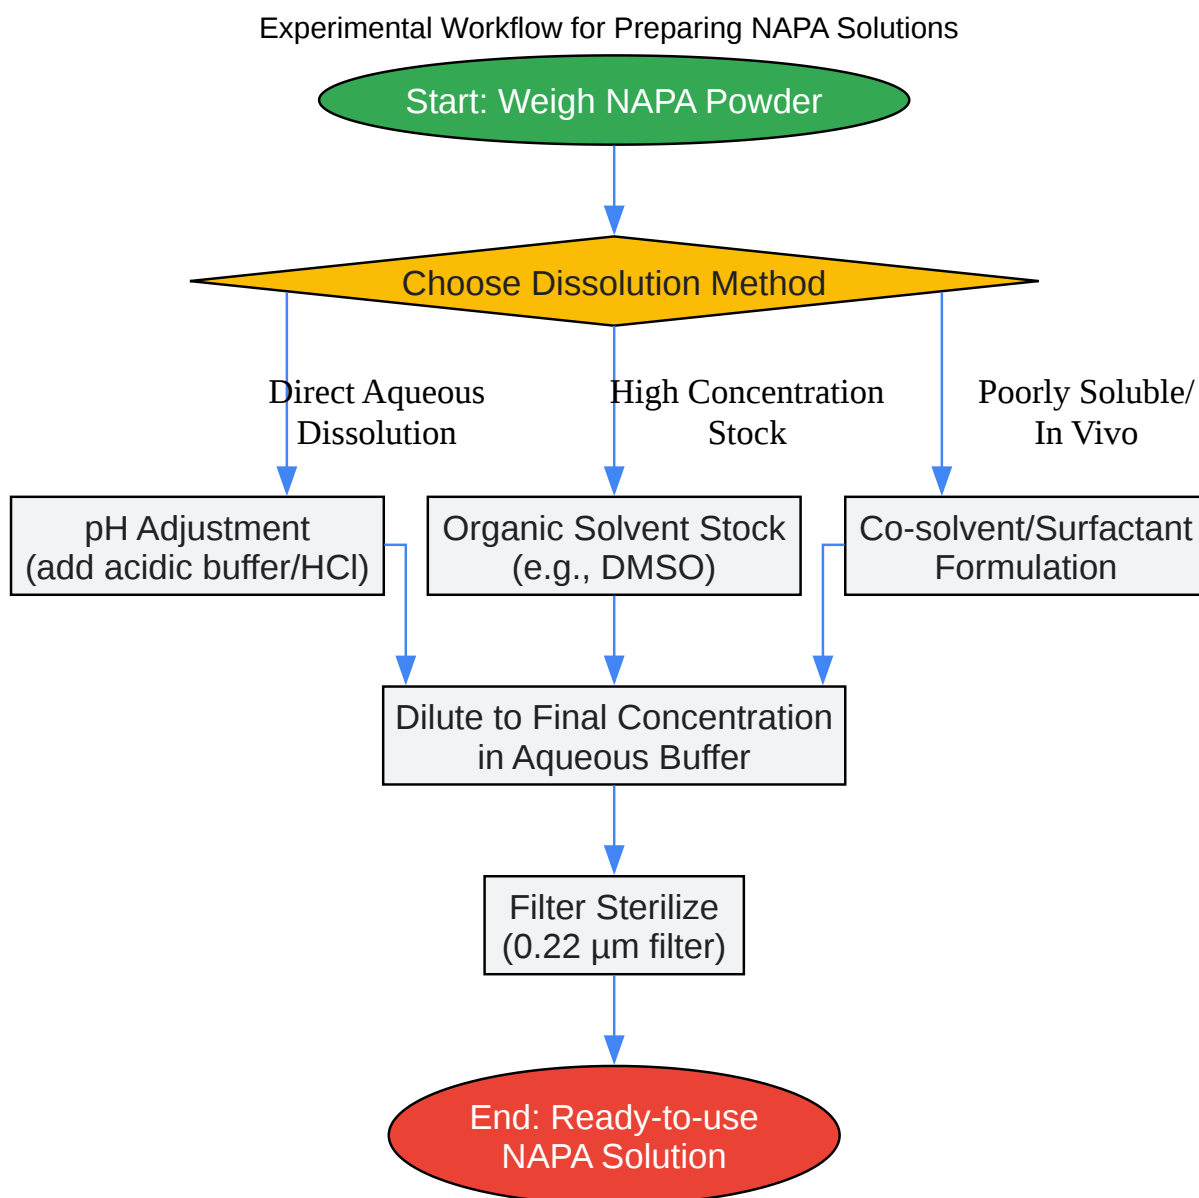 Experimental Workflow for Preparing NAPA Solutions
Start: Weigh NAPA Powder
Choose Dissolution Method
Direct Aqueous
Dissolution
High Concentration
Stock
Poorly Soluble/
In Vivo
pH Adjustment
(add acidic buffer/HCl)
Organic Solvent Stock
(e.g., DMSO)
Co-solvent/Surfactant
Formulation
Dilute to Final Concentration
in Aqueous Buffer
Filter Sterilize
(0.22 µm filter)
End: Ready-to-use
NAPA Solution